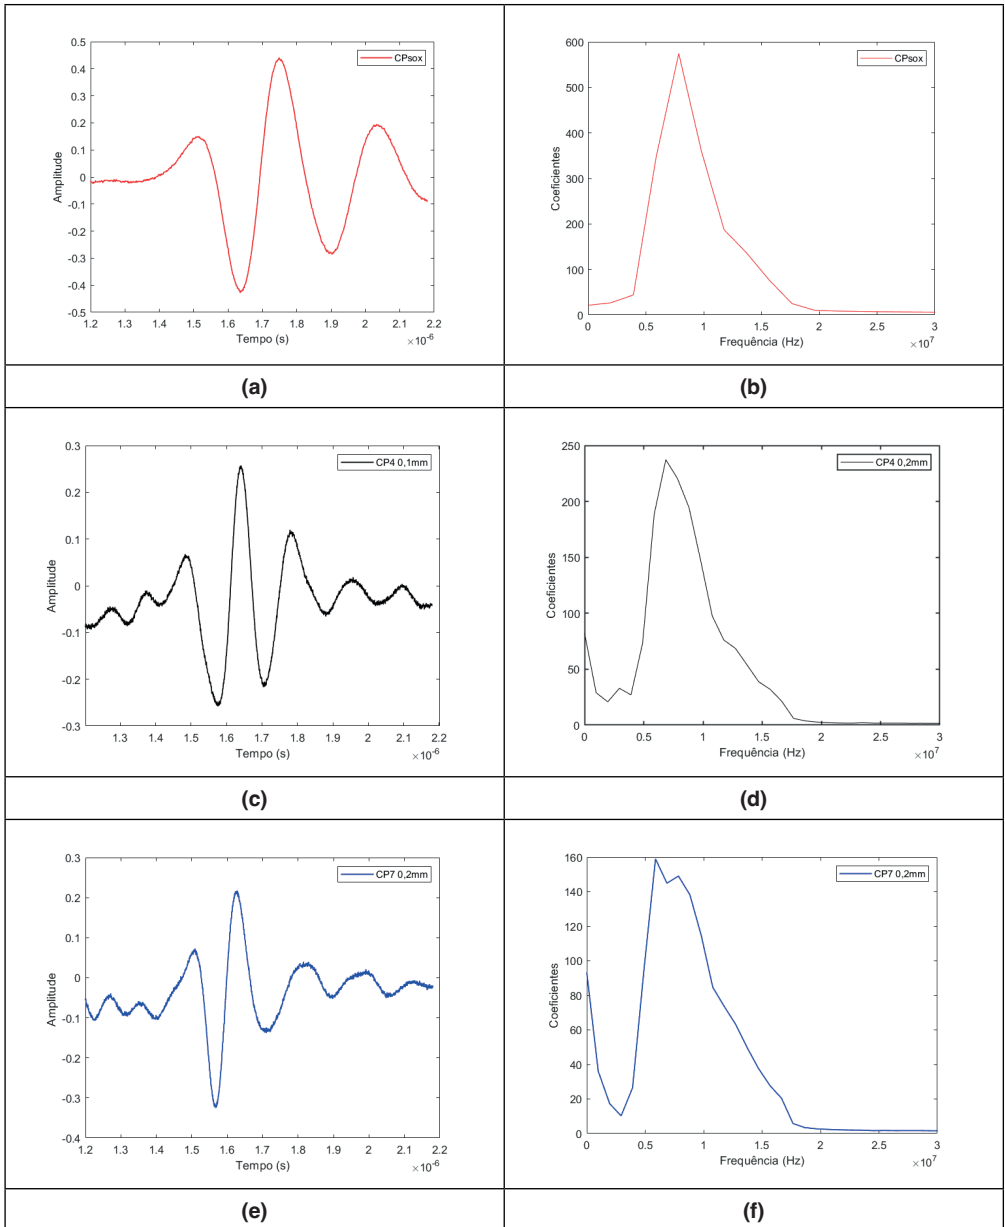 CPsox
Amplitude
0.5
0.4
0.3
0.2
0.1
0
-0.1
-0.2
-0.3
-0.4
-0.5
1.2 1.3 1.4 1.5 1.6 1.7 1.8 1.9 2 2.1 2.2
Tempo (s)
×10⁻⁶
(a)
CPsox
Coeficientes
600
500
400
300
200
100
0
0 0.5 1 1.5 2 2.5 3
Frequência (Hz)
×10⁷
(b)
CP4 0,1mm
Amplitude
0.3
0.2
0.1
0
-0.1
-0.2
-0.3
1.3 1.4 1.5 1.6 1.7 1.8 1.9 2 2.1 2.2
Tempo (s)
×10⁻⁶
(c)
CP4 0,2mm
Coeficientes
250
200
150
100
50
0
0 0.5 1 1.5 2 2.5 3
Frequência (Hz)
×10⁷
(d)
CP7 0,2mm
Amplitude
0.3
0.2
0.1
0
-0.1
-0.2
-0.3
-0.4
1.2 1.3 1.4 1.5 1.6 1.7 1.8 1.9 2 2.1 2.2
Tempo (s)
×10⁻⁶
(e)
CP7 0,2mm
Coeficientes
160
140
120
100
80
60
40
20
0
0 0.5 1 1.5 2 2.5 3
Frequência (Hz)
×10⁷
(f)